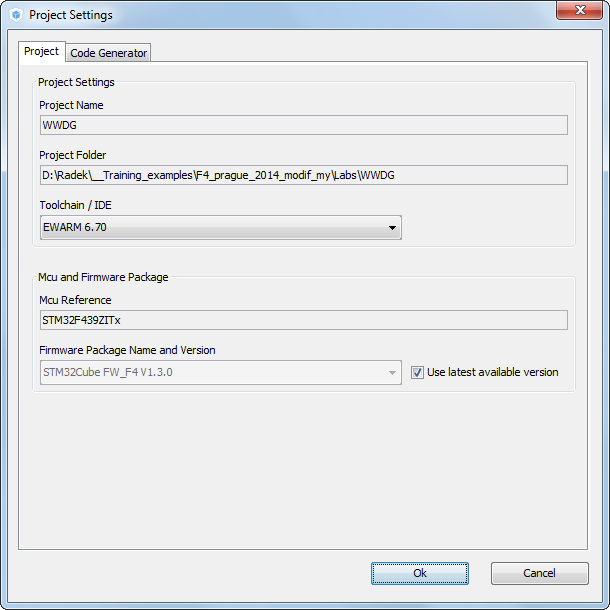 Project Settings
Project
Code Generator
Project Settings
Project Name
WWDG
Project Folder
D:\Radek\__Training_examples\F4_prague_2014_modif_my\Labs\WWDG
Toolchain / IDE
EWARM 6.70
Mcu and Firmware Package
Mcu Reference
STM32F439ZITx
Firmware Package Name and Version
STM32Cube FW_F4 V1.3.0
Use latest available version
Ok
Cancel